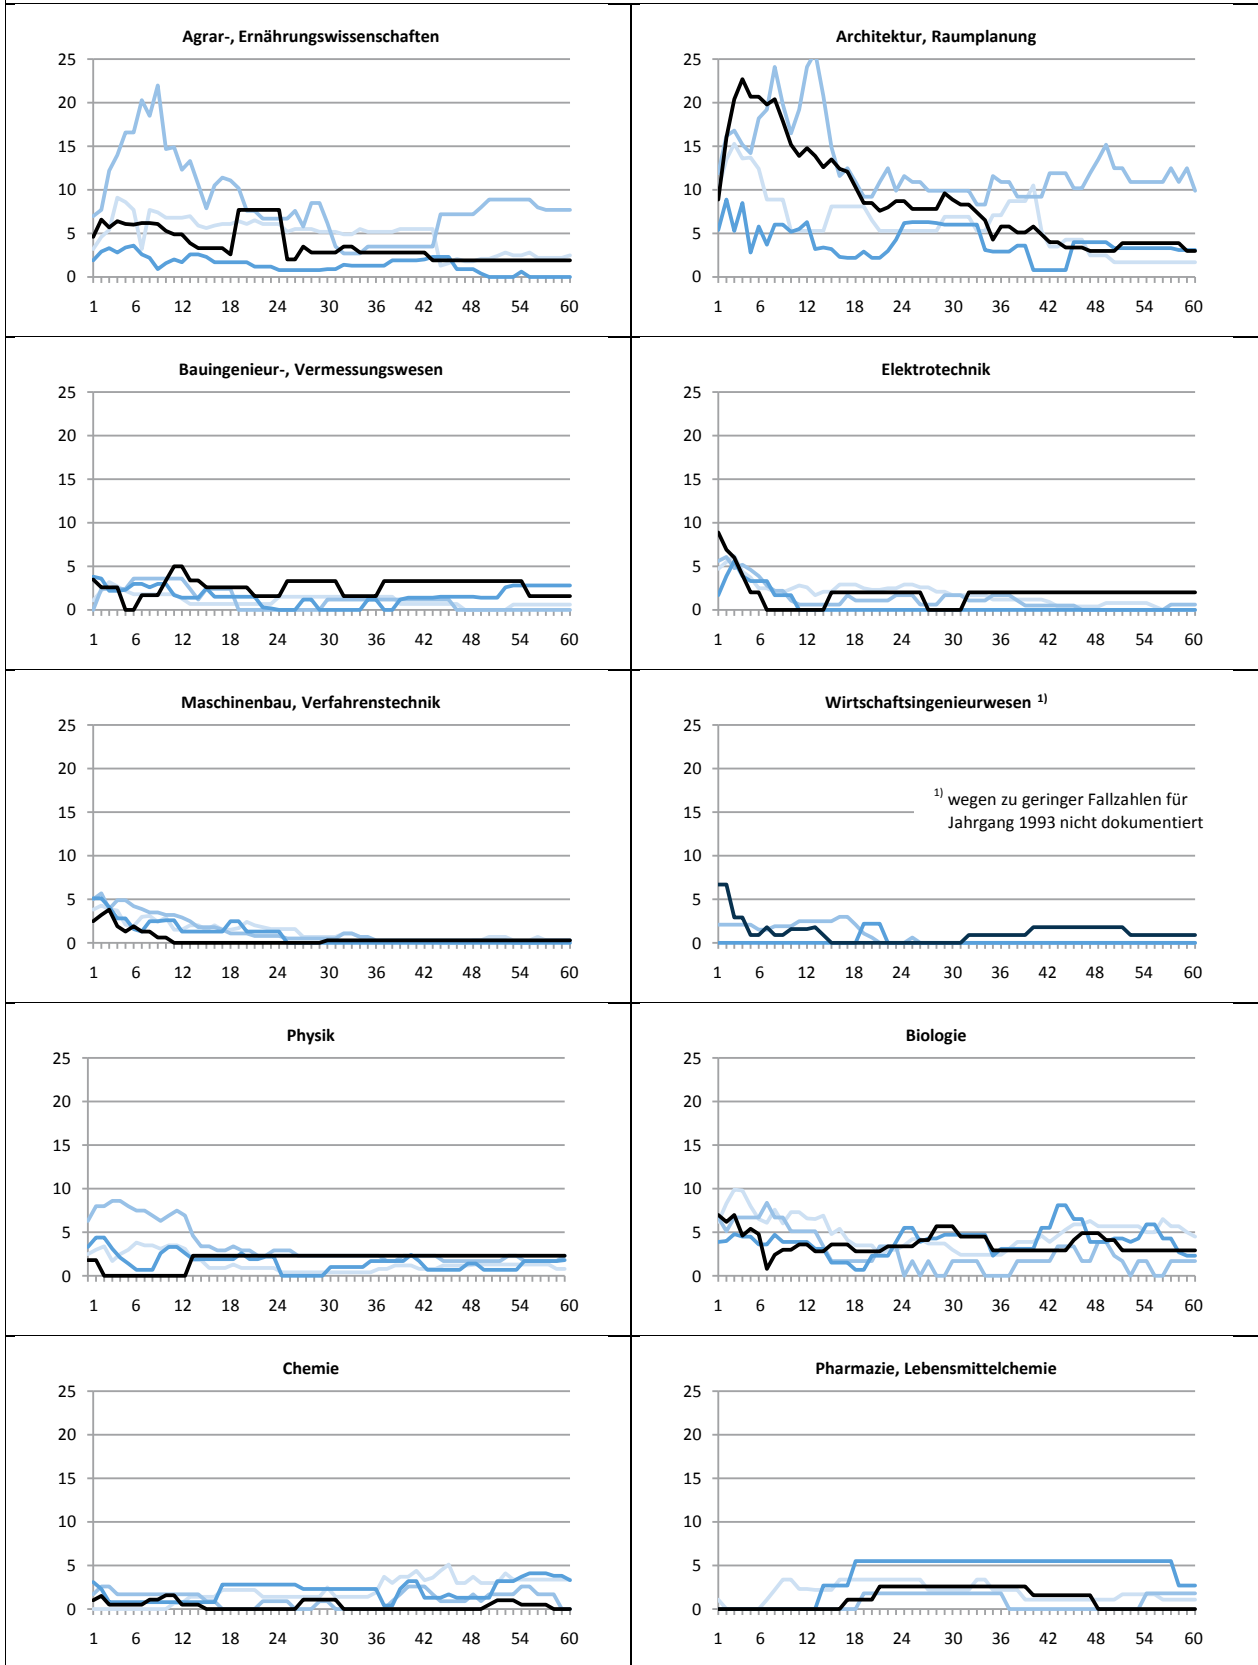 Agrar-, Ernährungswissenschaften
25
20
15
10
5
0
1 6 12 18 24 30 36 42 48 54 60
Architektur, Raumplanung
25
20
15
10
5
0
1 6 12 18 24 30 36 42 48 54 60
Bauingenieur-, Vermessungswesen
25
20
15
10
5
0
1 6 12 18 24 30 36 42 48 54 60
Elektrotechnik
25
20
15
10
5
0
1 6 12 18 24 30 36 42 48 54 60
Maschinenbau, Verfahrenstechnik
25
20
15
10
5
0
1 6 12 18 24 30 36 42 48 54 60
Wirtschaftsingenieurwesen 1)
25
20
15
10
5
0
1) wegen zu geringer Fallzahlen für
Jahrgang 1993 nicht dokumentiert
1 6 12 18 24 30 36 42 48 54 60
Physik
25
20
15
10
5
0
1 6 12 18 24 30 36 42 48 54 60
Biologie
25
20
15
10
5
0
1 6 12 18 24 30 36 42 48 54 60
Chemie
25
20
15
10
5
0
1 6 12 18 24 30 36 42 48 54 60
Pharmazie, Lebensmittelchemie
25
20
15
10
5
0
1 6 12 18 24 30 36 42 48 54 60